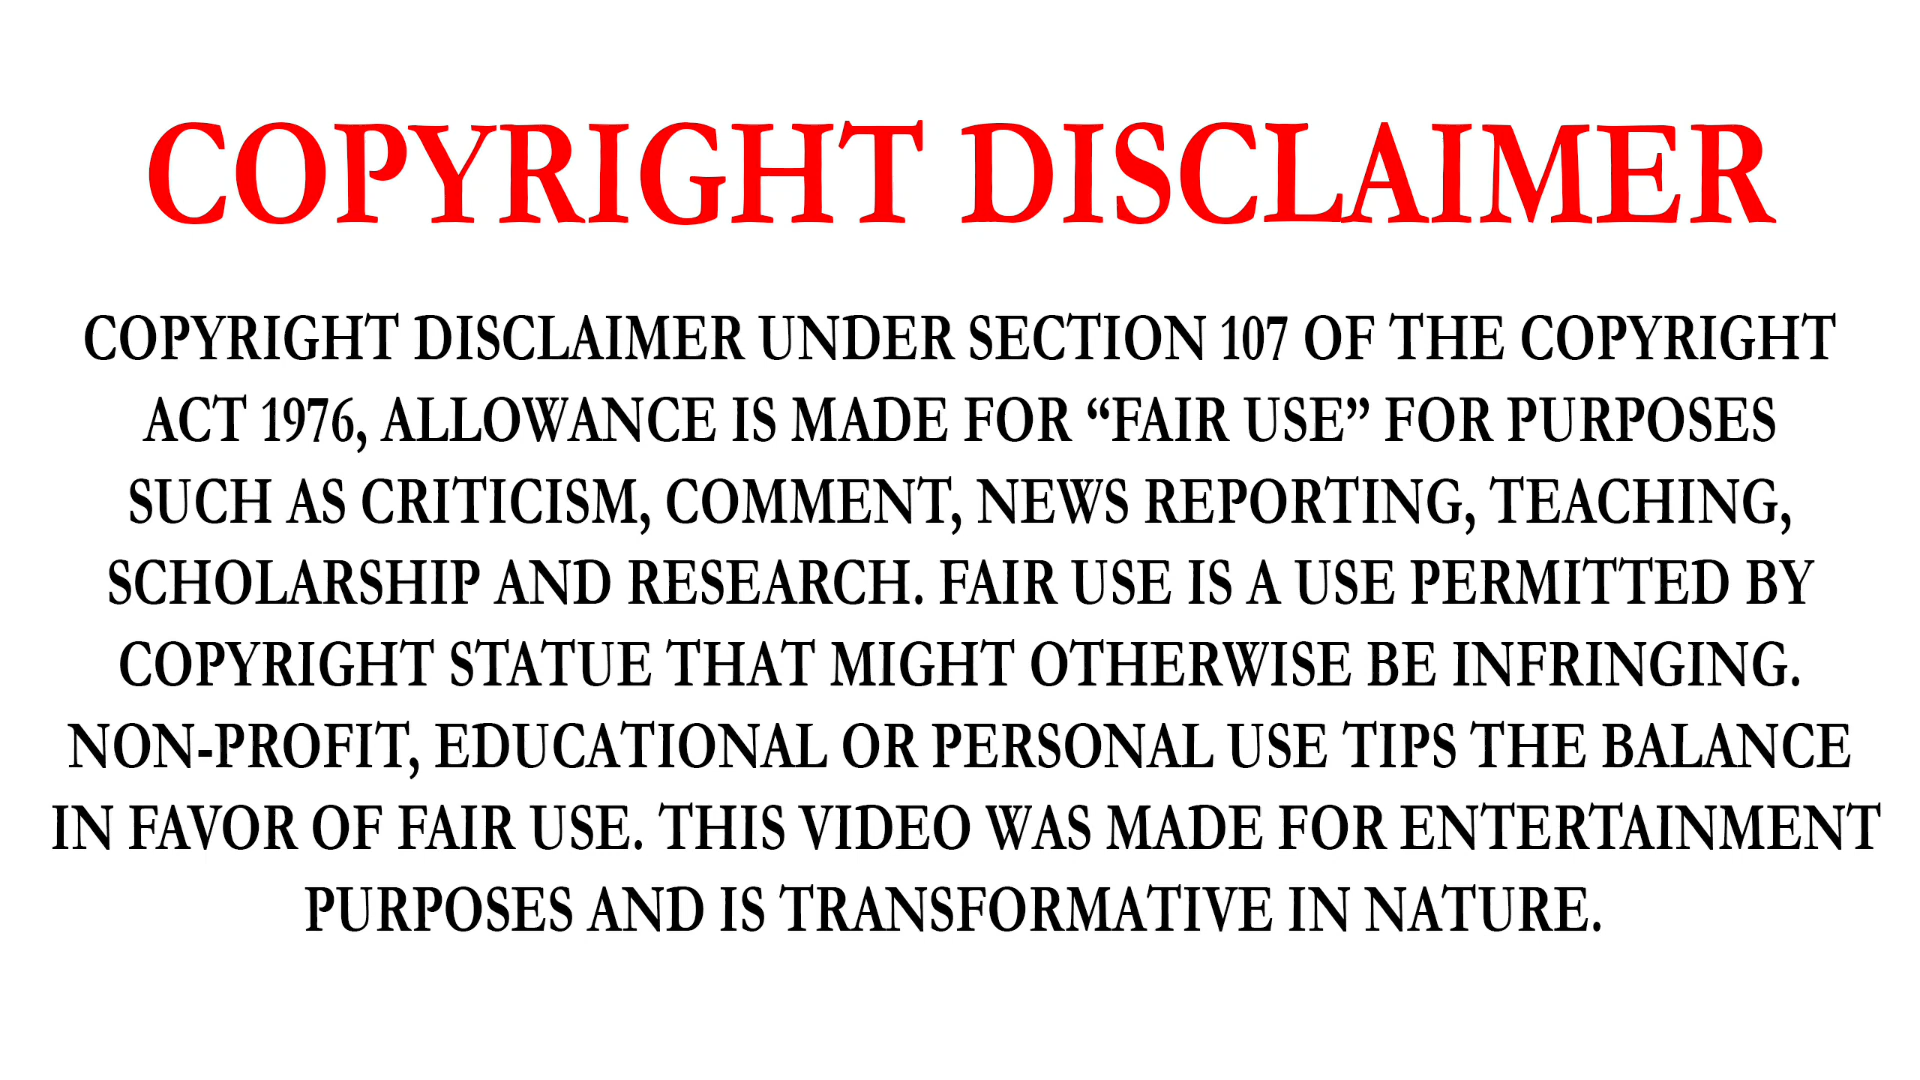 COPYRIGHT DISCLAIMER
COPYRIGHT DISCLAIMER UNDER SECTION 107 OF THE COPYRIGHT
ACT 1976, ALLOWANCE IS MADE FOR “FAIR USE” FOR PURPOSES
SUCH AS CRITICISM, COMMENT, NEWS REPORTING, TEACHING,
SCHOLARSHIP AND RESEARCH. FAIR USE IS A USE PERMITTED BY
COPYRIGHT STATUE THAT MIGHT OTHERWISE BE INFRINGING.
NON-PROFIT, EDUCATIONAL OR PERSONAL USE TIPS THE BALANCE
IN FAVOR OF FAIR USE. THIS VIDEO WAS MADE FOR ENTERTAINMENT
PURPOSES AND IS TRANSFORMATIVE IN NATURE.